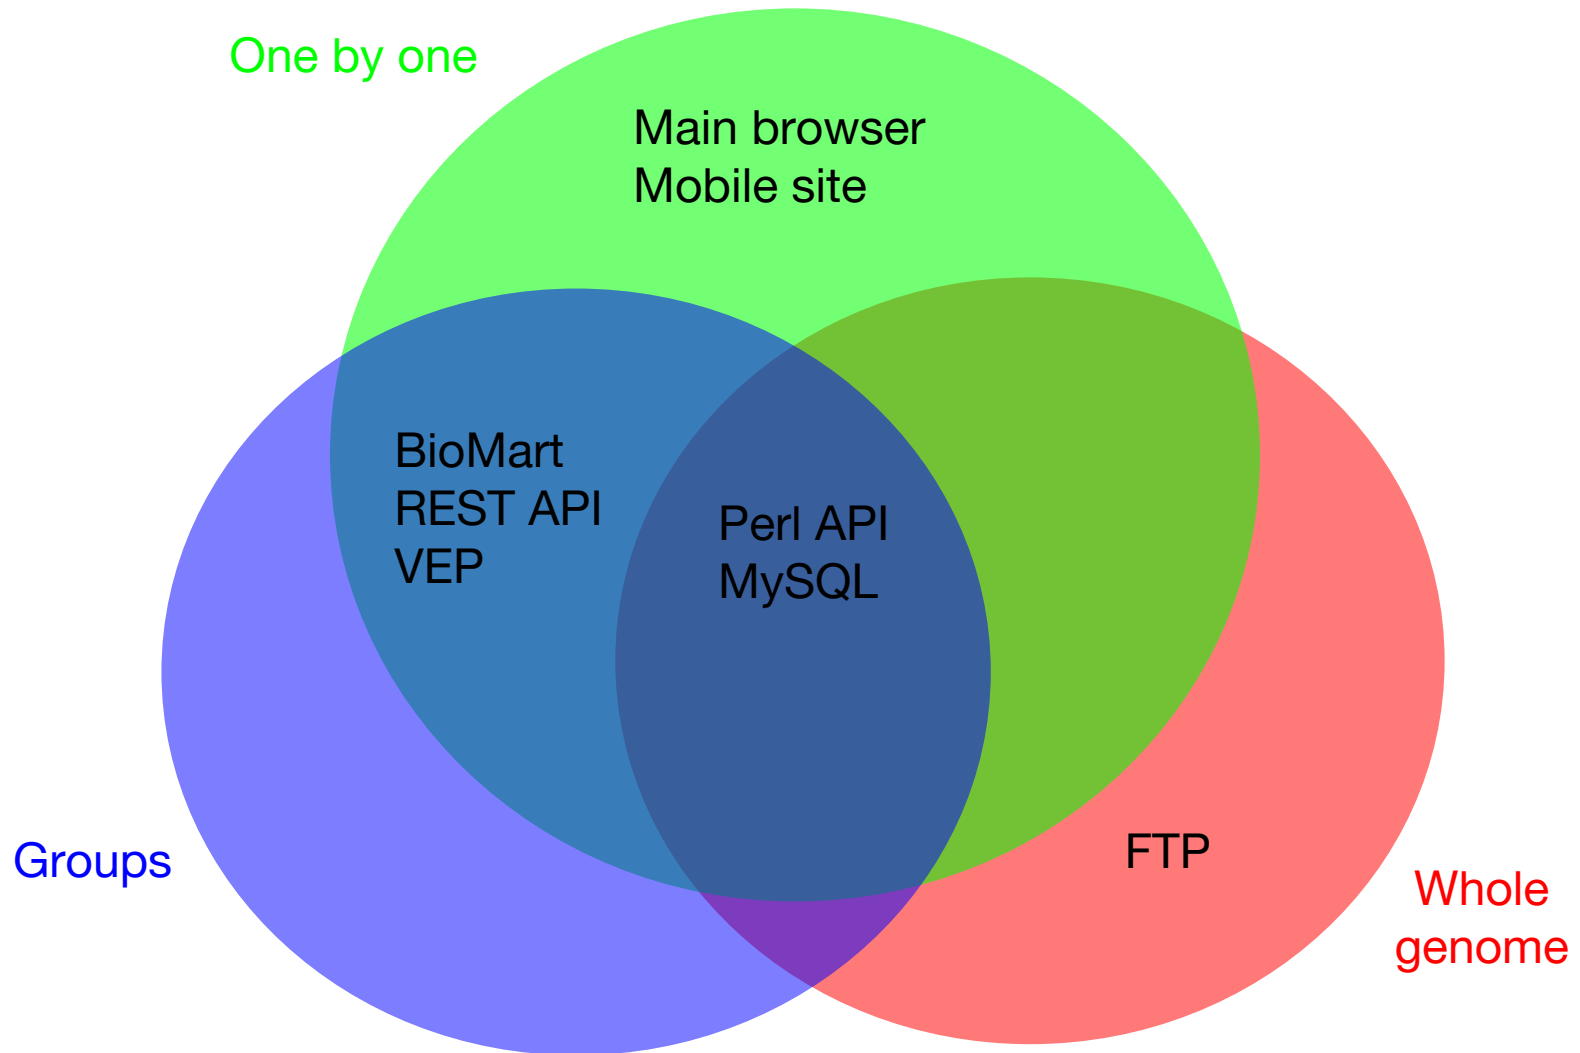 One by one
Main browser
Mobile site
BioMart
REST API
VEP
Perl API
MySQL
Groups
FTP
Whole
genome